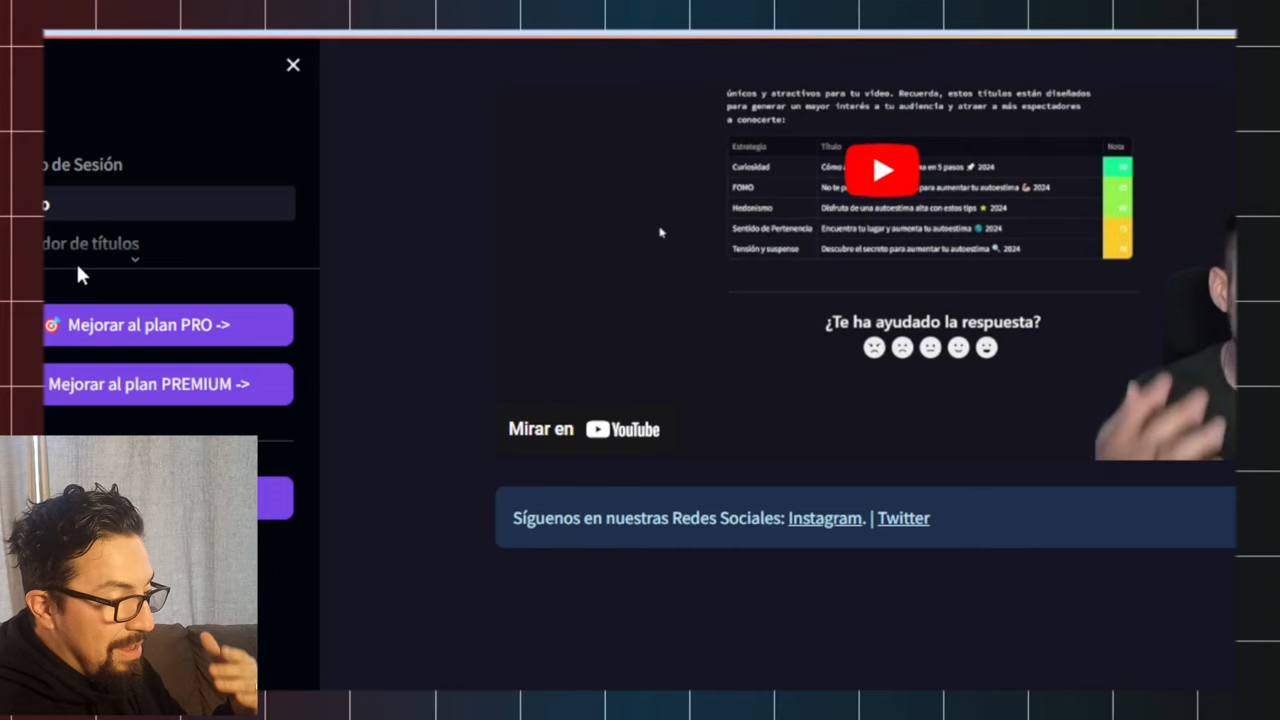 o de Sesión
o
dor de títulos
🎯 Mejorar al plan PRO ->
Mejorar al plan PREMIUM ->
únicos y atractivos para tu video. Recuerda, estos títulos están diseñados
para generar un mayor interés a tu audiencia y atraer a más espectadores
a conocerte:
Estrategia Título Nota
Curiosidad Cómo en 5 pasos 📌 2024
FOMO No te para aumentar tu autoestima 💪 2024
Hedonismo Disfruta de una autoestima alta con estos tips ⭐ 2024
Sentido de Pertenencia Encuentra tu lugar y aumenta tu autoestima 🌎 2024
Tensión y suspense Descubre el secreto para aumentar tu autoestima 🔍 2024
¿Te ha ayudado la respuesta?
Mirar en YouTube
Síguenos en nuestras Redes Sociales: Instagram. | Twitter